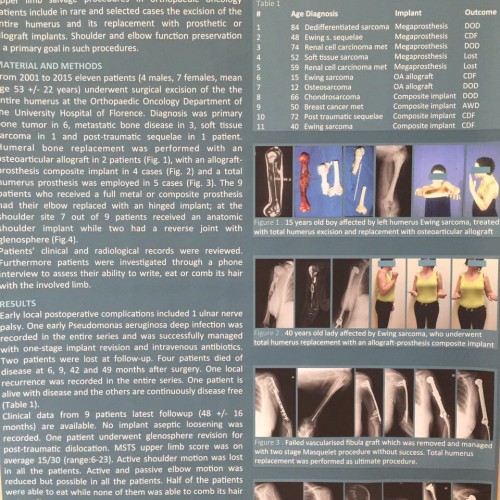 upper limb salvage procedures in Orthopaedic Oncology
patients include in rare and selected cases the excision of the
entire humerus and its replacement with prosthetic or
allograft implants. Shoulder and elbow function preservation
a primary goal in such procedures.
MATERIAL AND METHODS
From 2001 to 2015 eleven patients (4 males, 7 females, mean
age 53 +/- 22 years) underwent surgical excision of the the
entire humerus at the Orthopaedic Oncology Department of
the University Hospital of Florence. Diagnosis was primary
bone tumor in 6, metastatic bone disease in 3, soft tissue
sarcoma in 1 and post-traumatic sequelae in 1 patient.
Humeral bone replacement was performed with an
osteoarticular allograft in 2 patients (Fig. 1), with an allograft-
prosthesis composite implant in 4 cases (Fig. 2) and a total
humerus prosthesis was employed in 5 cases (Fig. 3). The 9
patients who received a full metal or composite prosthesis
had their elbow replaced with an hinged implant; at the
shoulder site 7 out of 9 patients received an anatomic
shoulder implant while two had a reverse joint with
glenosphere (Fig.4).
Patients' clinical and radiological records were reviewed.
Furthermore patients were investigated through a phone
interview to assess their ability to write, eat or comb its hair
with the involved limb.
RESULTS
Early local postoperative complications included 1 ulnar nerve
palsy. One early Pseudomonas aeruginosa deep infection was
recorded in the entire series and was successfully managed
with one-stage implant revision and intravenous antibiotics.
Two patients were lost at follow-up. Four patients died of
disease at 6, 9, 42 and 49 months after surgery. One local
recurrence was recorded in the entire series. One patient is
alive with disease and the others are continously disease free
(Table 1).
Clinical data from 9 patients latest followup (48 +/- 16
months) are available. No implant aseptic loosening was
recorded. One patient underwent glenosphere revision for
post-traumatic dislocation. MSTS upper limb score was on
average 15/30 (range:6-23). Active shoulder motion was lost
in all the patients. Active and passive elbow motion was
reduced but possible in all the patients. Half of the patients
were able to eat while none of them was able to comb its hair
Table 1
# Age Diagnosis Implant Outcome
1 84 Dedifferentiated sarcoma Megaprosthesis DOD
2 48 Ewing s. sequelae Megaprosthesis CDF
3 74 Renal cell carcinoma met Megaprosthesis DOD
4 52 Soft tissue sarcoma Megaprosthesis Lost
5 59 Renal cell carcinoma met Megaprosthesis Lost
6 15 Ewing sarcoma OA allograft CDF
7 12 Osteosarcoma OA allograft DOD
8 66 Chondrosarcoma Composite implant DOD
9 50 Breast cancer met Composite implant AWD
10 72 Post traumatic sequelae Composite implant CDF
11 40 Ewing sarcoma Composite implant CDF
Figure 1 . 15 years old boy affected by left humerus Ewing sarcoma, treated
with total humerus excision and replacement with osteoarticular allograft
Figure 2 . 40 years old lady affected by Ewing sarcoma, who underwent
total humerus replacement with an allograft-prosthesis composite implant
Figure 3 . Failed vascularised fibula graft which was removed and managed
with two stage Masquelet procedure without success. Total humerus
replacement was performed as ultimate procedure.